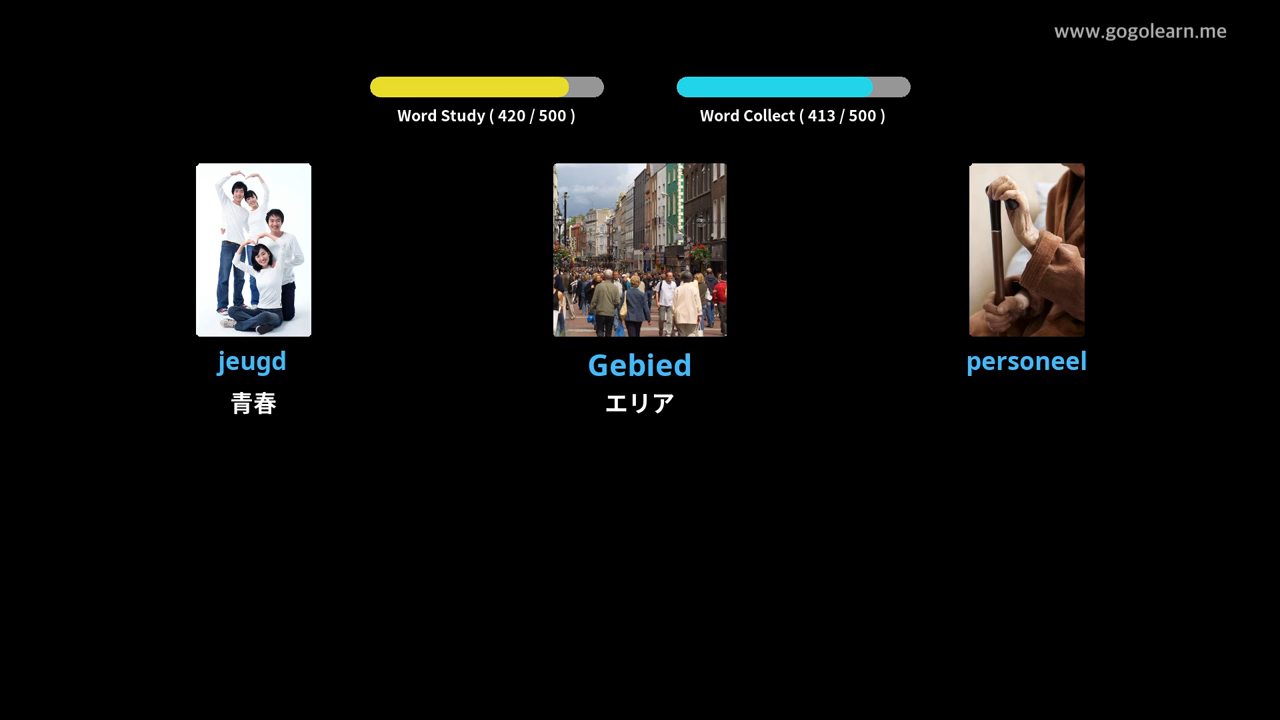 www.gogolearn.me
Word Study ( 420 / 500 )
Word Collect ( 413 / 500 )
jeugd
Gebied
personeel
青春
エリア